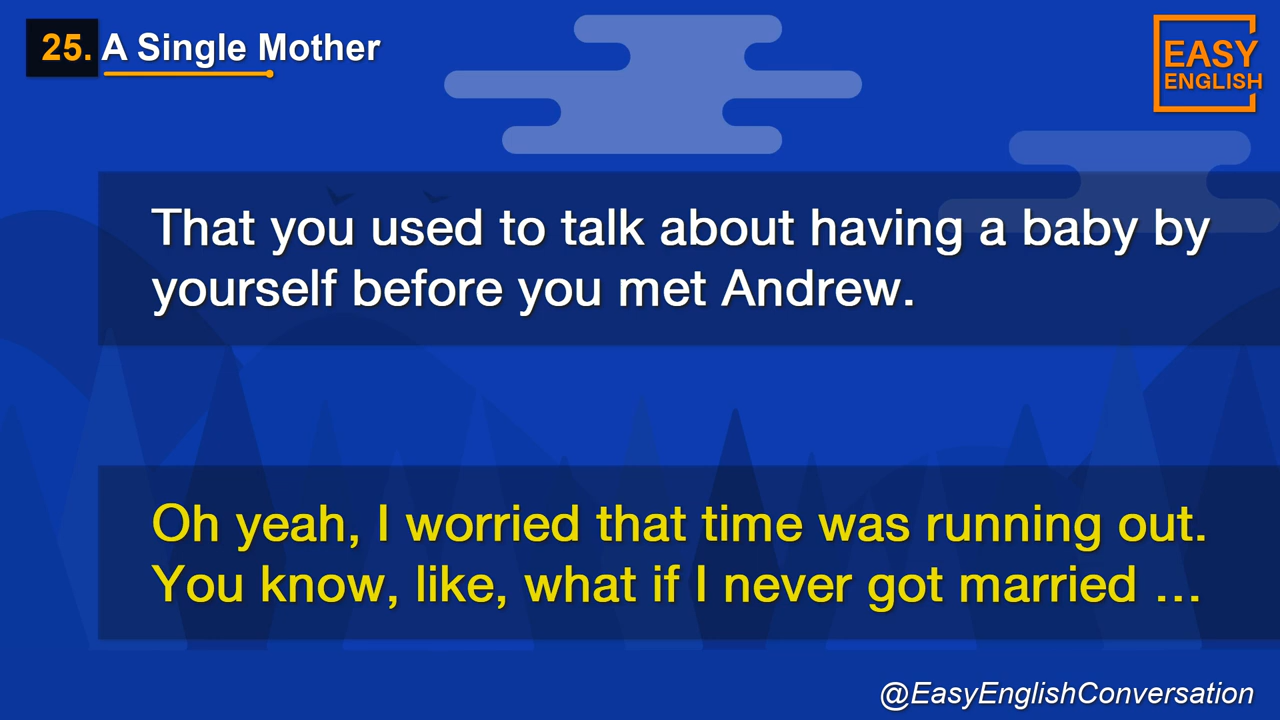 25. A Single Mother
EASY
ENGLISH
That you used to talk about having a baby by
yourself before you met Andrew.
Oh yeah, I worried that time was running out.
You know, like, what if I never got married ...
@EasyEnglishConversation